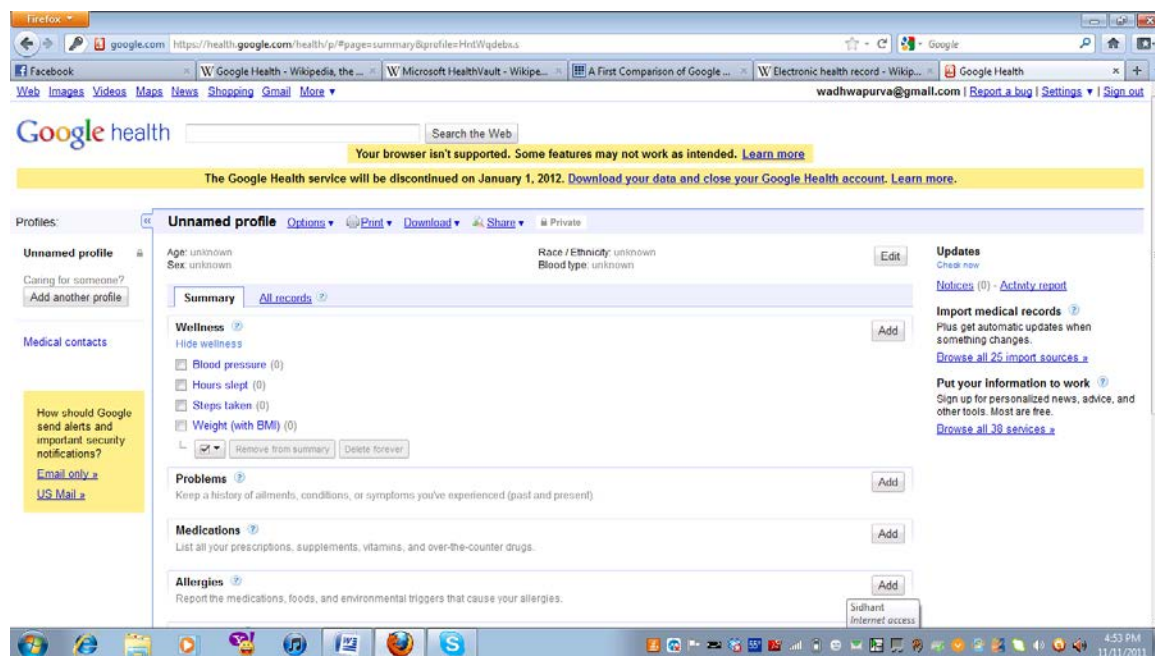 Firefox
google.com https://health.google.com/health/p/#page=summary&profile=HntWqdebx.s
Google
Facebook
Google Health - Wikipedia, the ...
Microsoft HealthVault - Wikipe...
A First Comparison of Google ...
Electronic health record - Wikip...
Google Health
Web Images Videos Maps News Shopping Gmail More ▼
wadhwapurva@gmail.com | Report a bug | Settings ▼ | Sign out
Google health
Search the Web
Your browser isn't supported. Some features may not work as intended. Learn more
The Google Health service will be discontinued on January 1, 2012. Download your data and close your Google Health account. Learn more.
Profiles:
Unnamed profile
Caring for someone?
Add another profile
Medical contacts
How should Google
send alerts and
important security
notifications?
Email only »
US Mail »
Unnamed profile Options ▼ Print ▼ Download ▼ Share ▼ Private
Age: unknown
Sex: unknown
Race / Ethnicity: unknown
Blood type: unknown
Edit
Summary All records
Wellness
Add
Hide wellness
Blood pressure (0)
Hours slept (0)
Steps taken (0)
Weight (with BMI) (0)
Remove from summary Delete forever
Problems
Add
Keep a history of ailments, conditions, or symptoms you've experienced (past and present)
Medications
Add
List all your prescriptions, supplements, vitamins, and over-the-counter drugs.
Allergies
Add
Report the medications, foods, and environmental triggers that cause your allergies.
Updates
Check now
Notices (0) - Activity report
Import medical records
Plus get automatic updates when
something changes.
Browse all 25 import sources »
Put your information to work
Sign up for personalized news, advice, and
other tools. Most are free.
Browse all 38 services »
Sidhant
Internet access
4:53 PM
11/11/2011